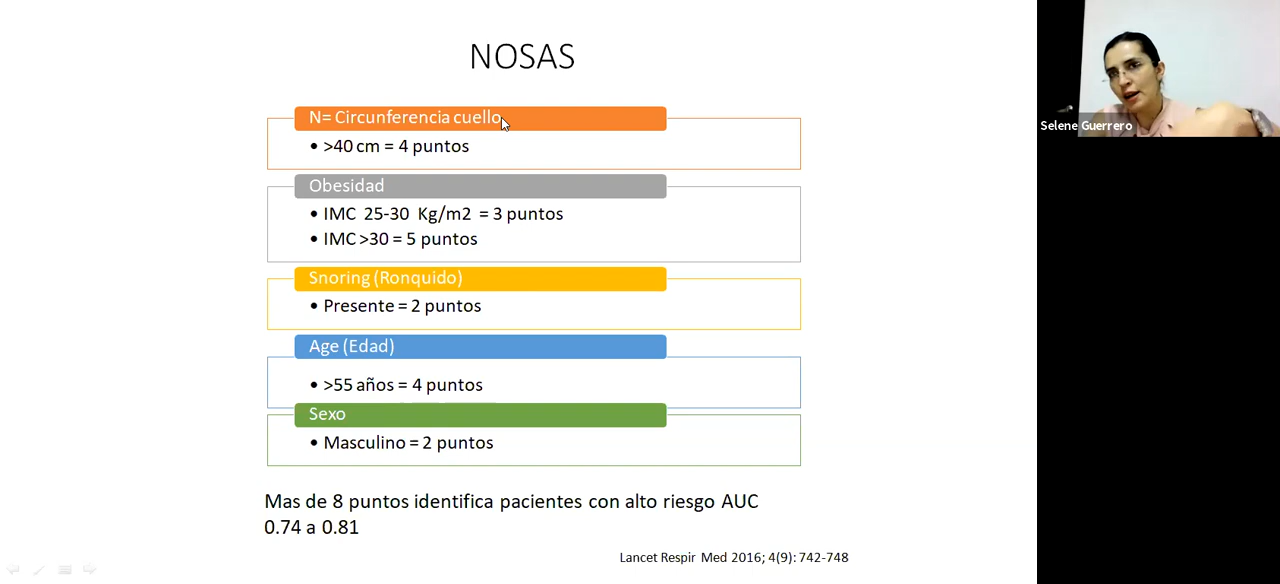 NOSAS
N= Circunferencia cuello
• >40 cm = 4 puntos
Obesidad
• IMC 25-30 Kg/m2 = 3 puntos
• IMC >30 = 5 puntos
Snoring (Ronquido)
• Presente = 2 puntos
Age (Edad)
• >55 años = 4 puntos
Sexo
• Masculino = 2 puntos
Mas de 8 puntos identifica pacientes con alto riesgo AUC
0.74 a 0.81
Lancet Respir Med 2016; 4(9): 742-748
Selene Guerrero